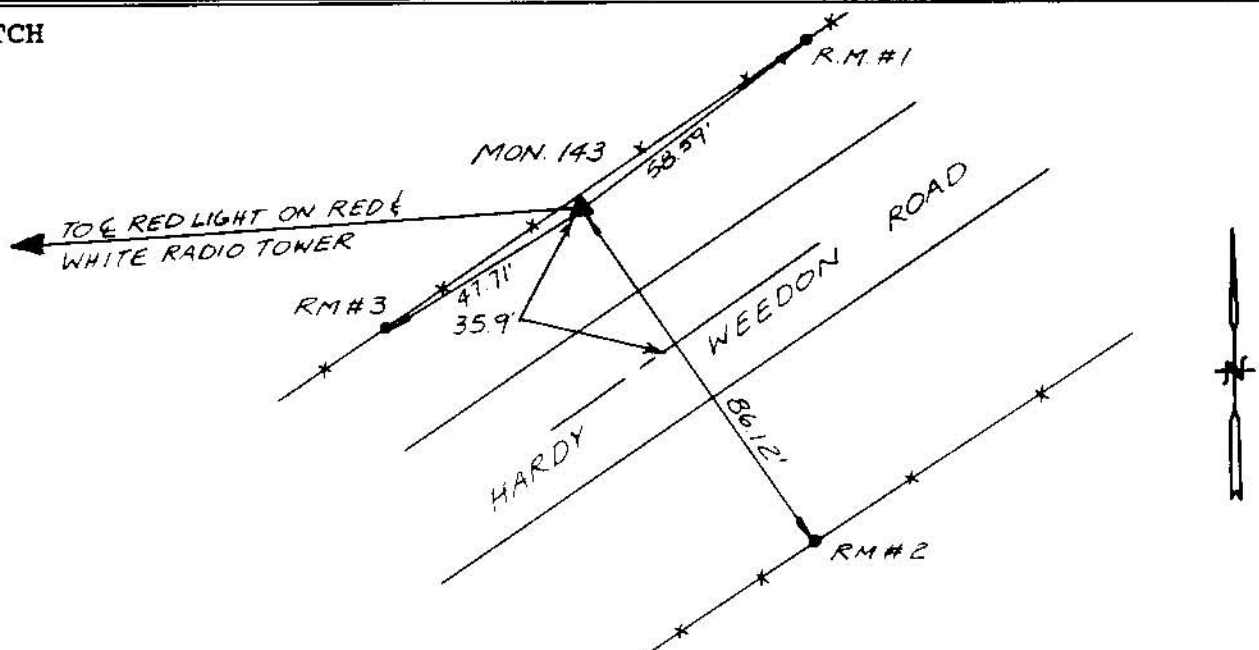 TCH
R.M. #1
MON. 143
58.59'
TO ℄ RED LIGHT ON RED &
WHITE RADIO TOWER
RM #3
47.71'
35.9'
HARDY WEEDON ROAD
86.12'
RM #2
N